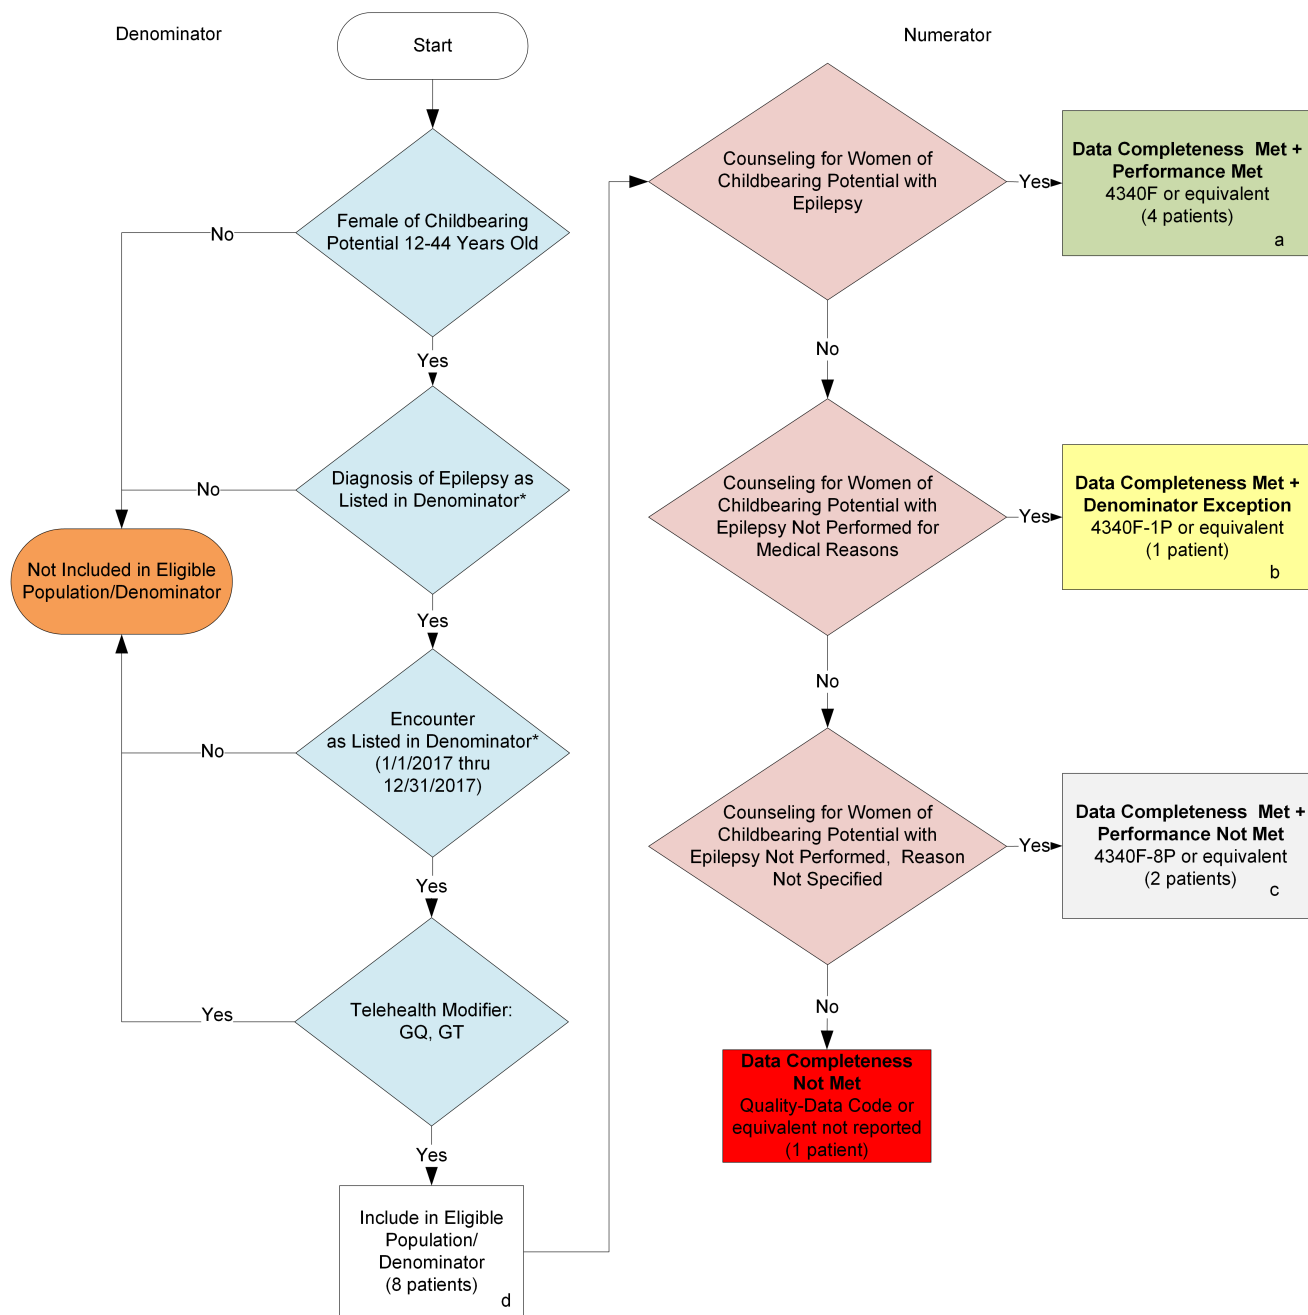 Denominator
Start
Numerator
Female of Childbearing
Potential 12-44 Years Old
No
Yes
Diagnosis of Epilepsy as
Listed in Denominator*
No
Not Included in Eligible
Population/Denominator
Yes
Encounter
as Listed in Denominator*
(1/1/2017 thru
12/31/2017)
No
Yes
Telehealth Modifier:
GQ, GT
Yes
Yes
Include in Eligible
Population/
Denominator
(8 patients)
d
Counseling for Women of
Childbearing Potential with
Epilepsy
Yes
Data Completeness Met +
Performance Met
4340F or equivalent
(4 patients)
a
No
Counseling for Women of
Childbearing Potential with
Epilepsy Not Performed for
Medical Reasons
Yes
Data Completeness Met +
Denominator Exception
4340F-1P or equivalent
(1 patient)
b
No
Counseling for Women of
Childbearing Potential with
Epilepsy Not Performed, Reason
Not Specified
Yes
Data Completeness Met +
Performance Not Met
4340F-8P or equivalent
(2 patients)
c
No
Data Completeness
Not Met
Quality-Data Code or
equivalent not reported
(1 patient)